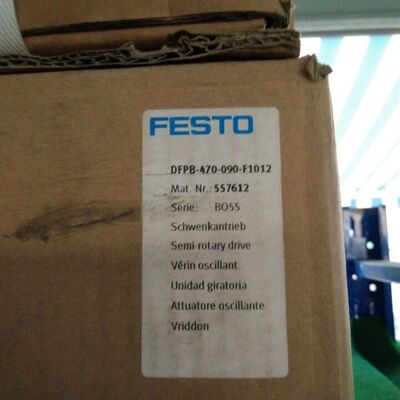 FESTO
DFPB-470-090-F1012
Mat.-Nr.: 557612
Serie: BO55
Schwenkantrieb
Semi-rotary drive
Vérin oscillant
Unidad giratoria
Attuatore oscillante
Vriddon